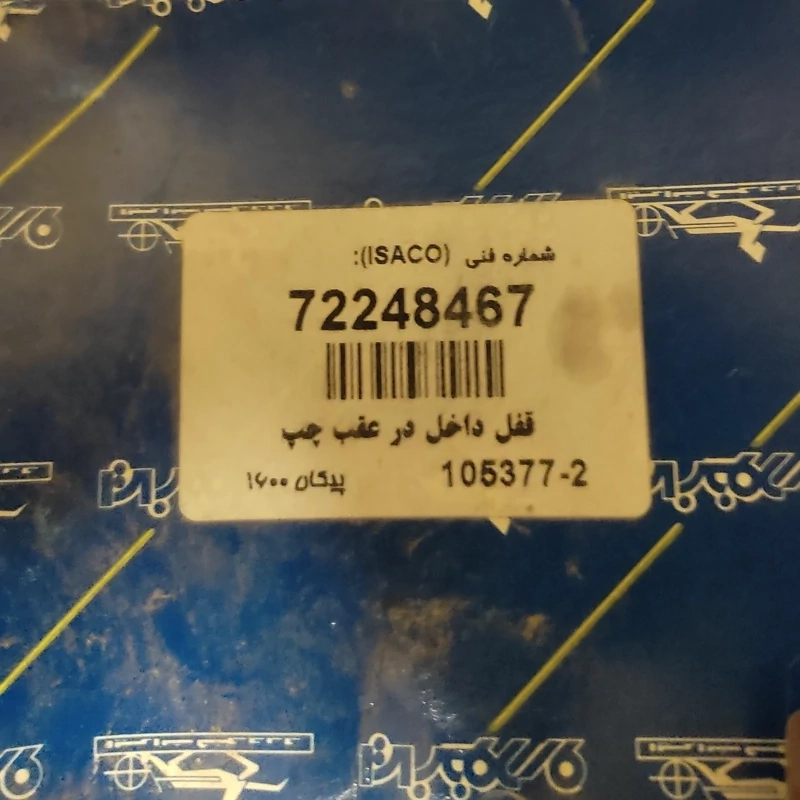 شماره فنی (ISACO):
72248467
قفل داخل در عقب چپ
پیکان ۱۶۰۰ 105377-2